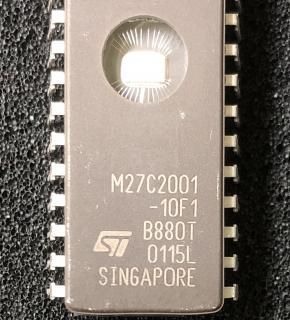 M27C2001
-10F1
B880T
ST 0115L
SINGAPORE